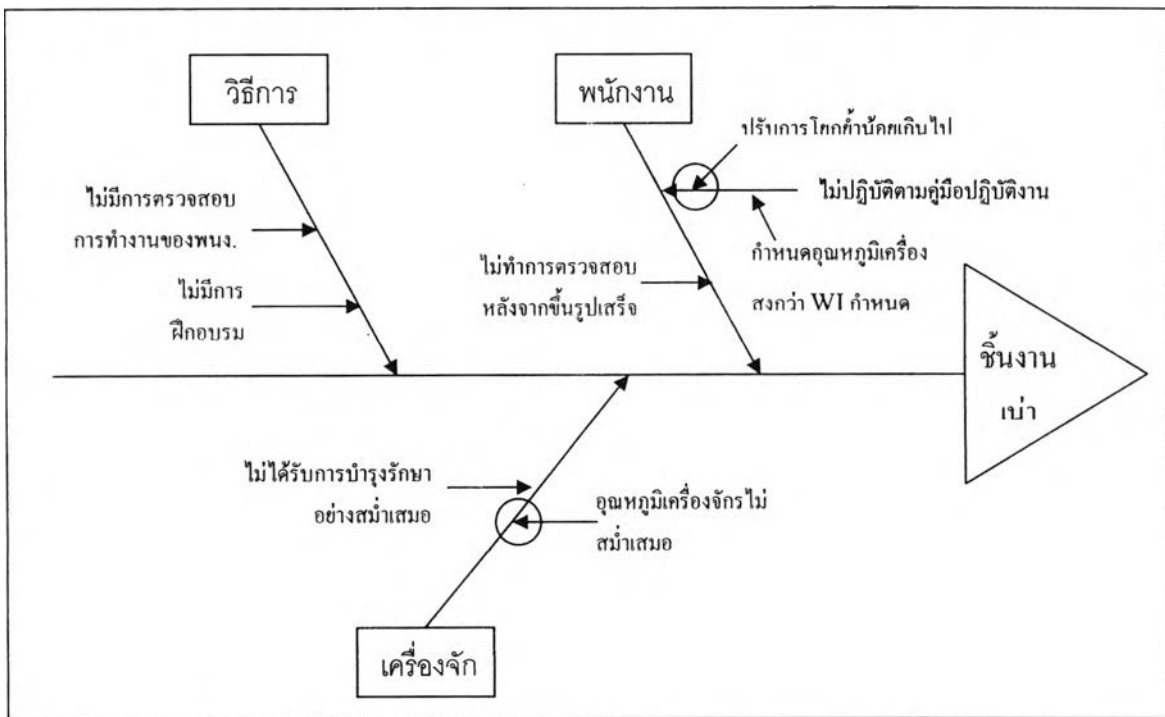 วิธีการ
พนักงาน
ปรับการโยกย้ำน้อยเกินไป
ไม่มีการตรวจสอบ
การทำงานของพนง.
ไม่ปฏิบัติตามคู่มือปฏิบัติงาน
ไม่ทำการตรวจสอบ
หลังจากขึ้นรูปเสร็จ
กำหนดอุณหภูมิเครื่อง
สงกว่า WI กำหนด
ไม่มีการ
ฝึกอบรม
ชิ้นงาน
เบ่า
ไม่ได้รับการบำรุงรักษา
อย่างสม่ำเสมอ
อุณหภูมิเครื่องจักรไม่
สม่ำเสมอ
เครื่องจัก